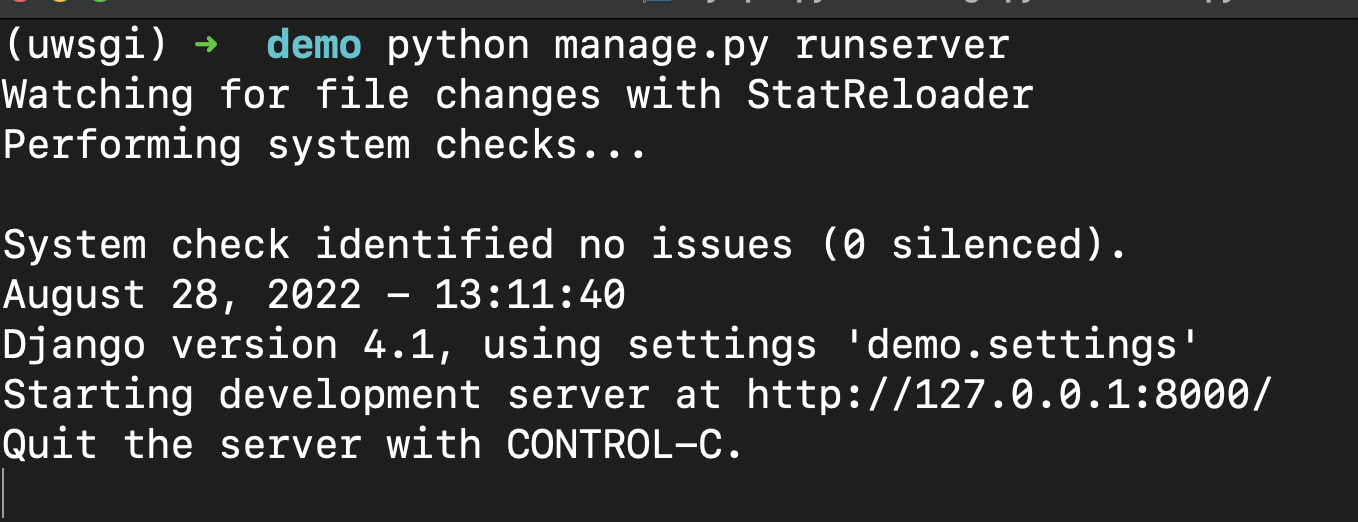 (uwsgi) ➜ demo python manage.py runserver
Watching for file changes with StatReloader
Performing system checks...
System check identified no issues (0 silenced).
August 28, 2022 – 13:11:40
Django version 4.1, using settings 'demo.settings'
Starting development server at http://127.0.0.1:8000/
Quit the server with CONTROL-C.